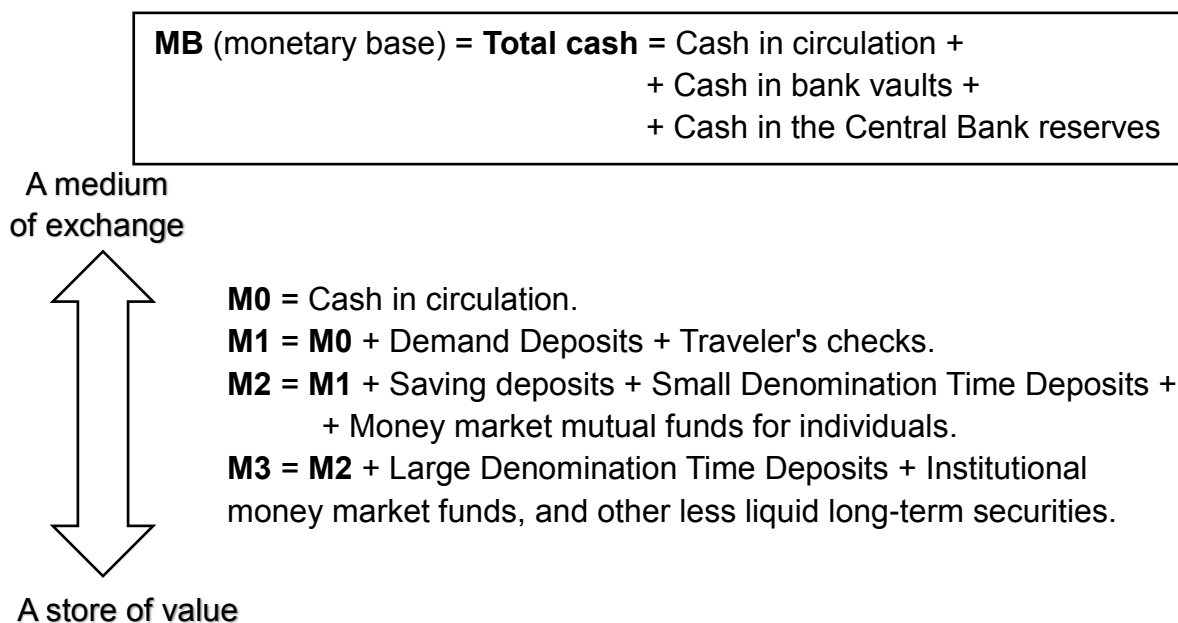 MB (monetary base) = Total cash = Cash in circulation +
+ Cash in bank vaults +
+ Cash in the Central Bank reserves
A medium
of exchange
M0 = Cash in circulation.
M1 = M0 + Demand Deposits + Traveler's checks.
M2 = M1 + Saving deposits + Small Denomination Time Deposits +
+ Money market mutual funds for individuals.
M3 = M2 + Large Denomination Time Deposits + Institutional
money market funds, and other less liquid long-term securities.
A store of value